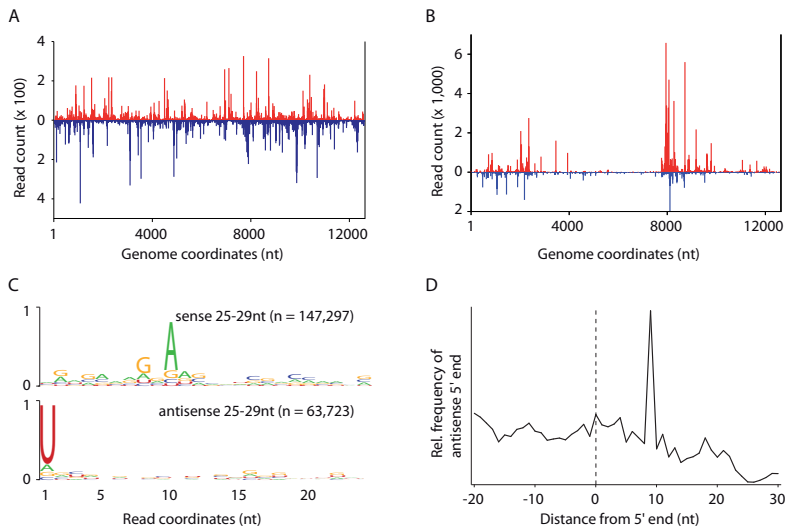 A
4
2
0
2
4
Read count (x 100)
1
4000
8000
12000
Genome coordinates (nt)
B
6
4
2
0
2
Read count (x 1,000)
1
4000
8000
12000
Genome coordinates (nt)
C
1
sense 25-29nt (n = 147,297)
0
1
antisense 25-29nt (n = 63,723)
0
1
5
10
15
20
Read coordinates (nt)
D
Rel. frequency of
antisense 5' end
-20
-10
0
10
20
30
Distance from 5' end (nt)